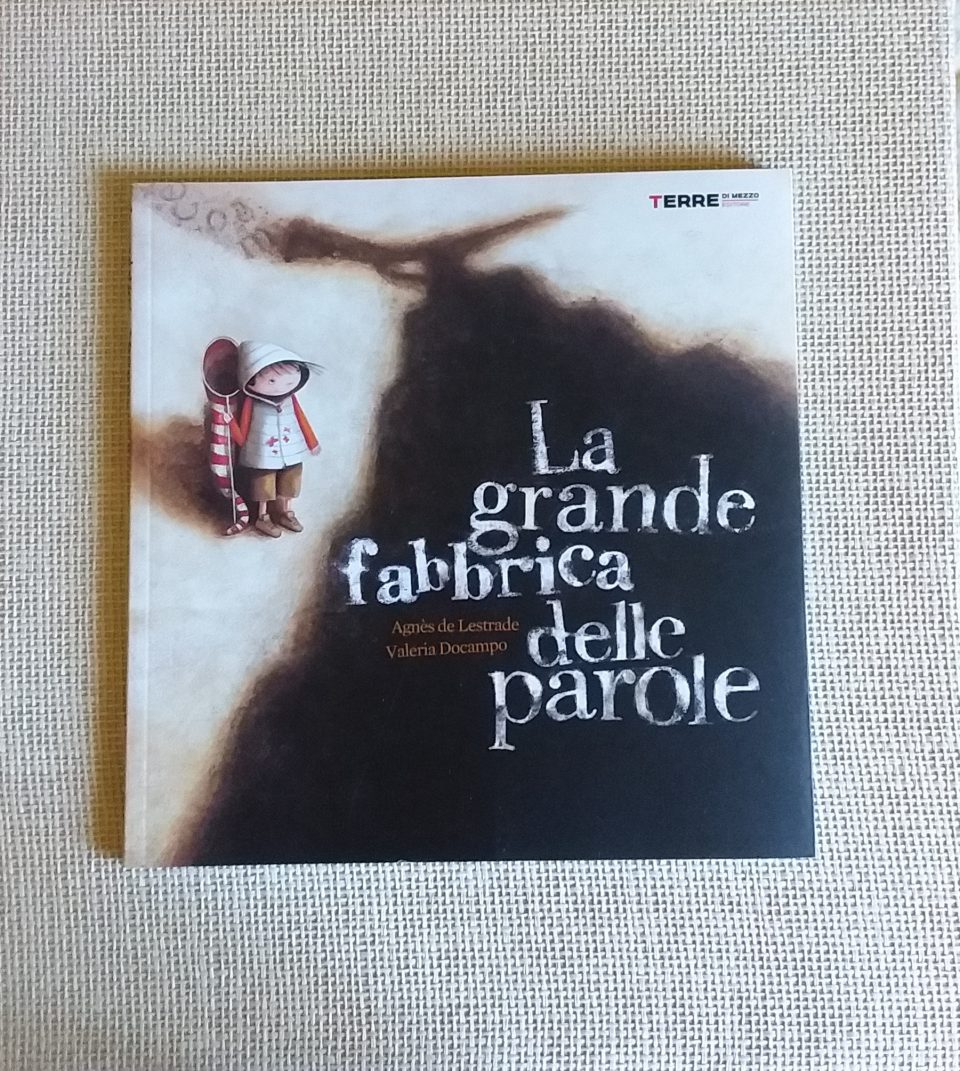 TERRE DI MEZZO
EDITORE
La
grande
fabbrica
delle
parole
Agnès de Lestrade
Valeria Docampo